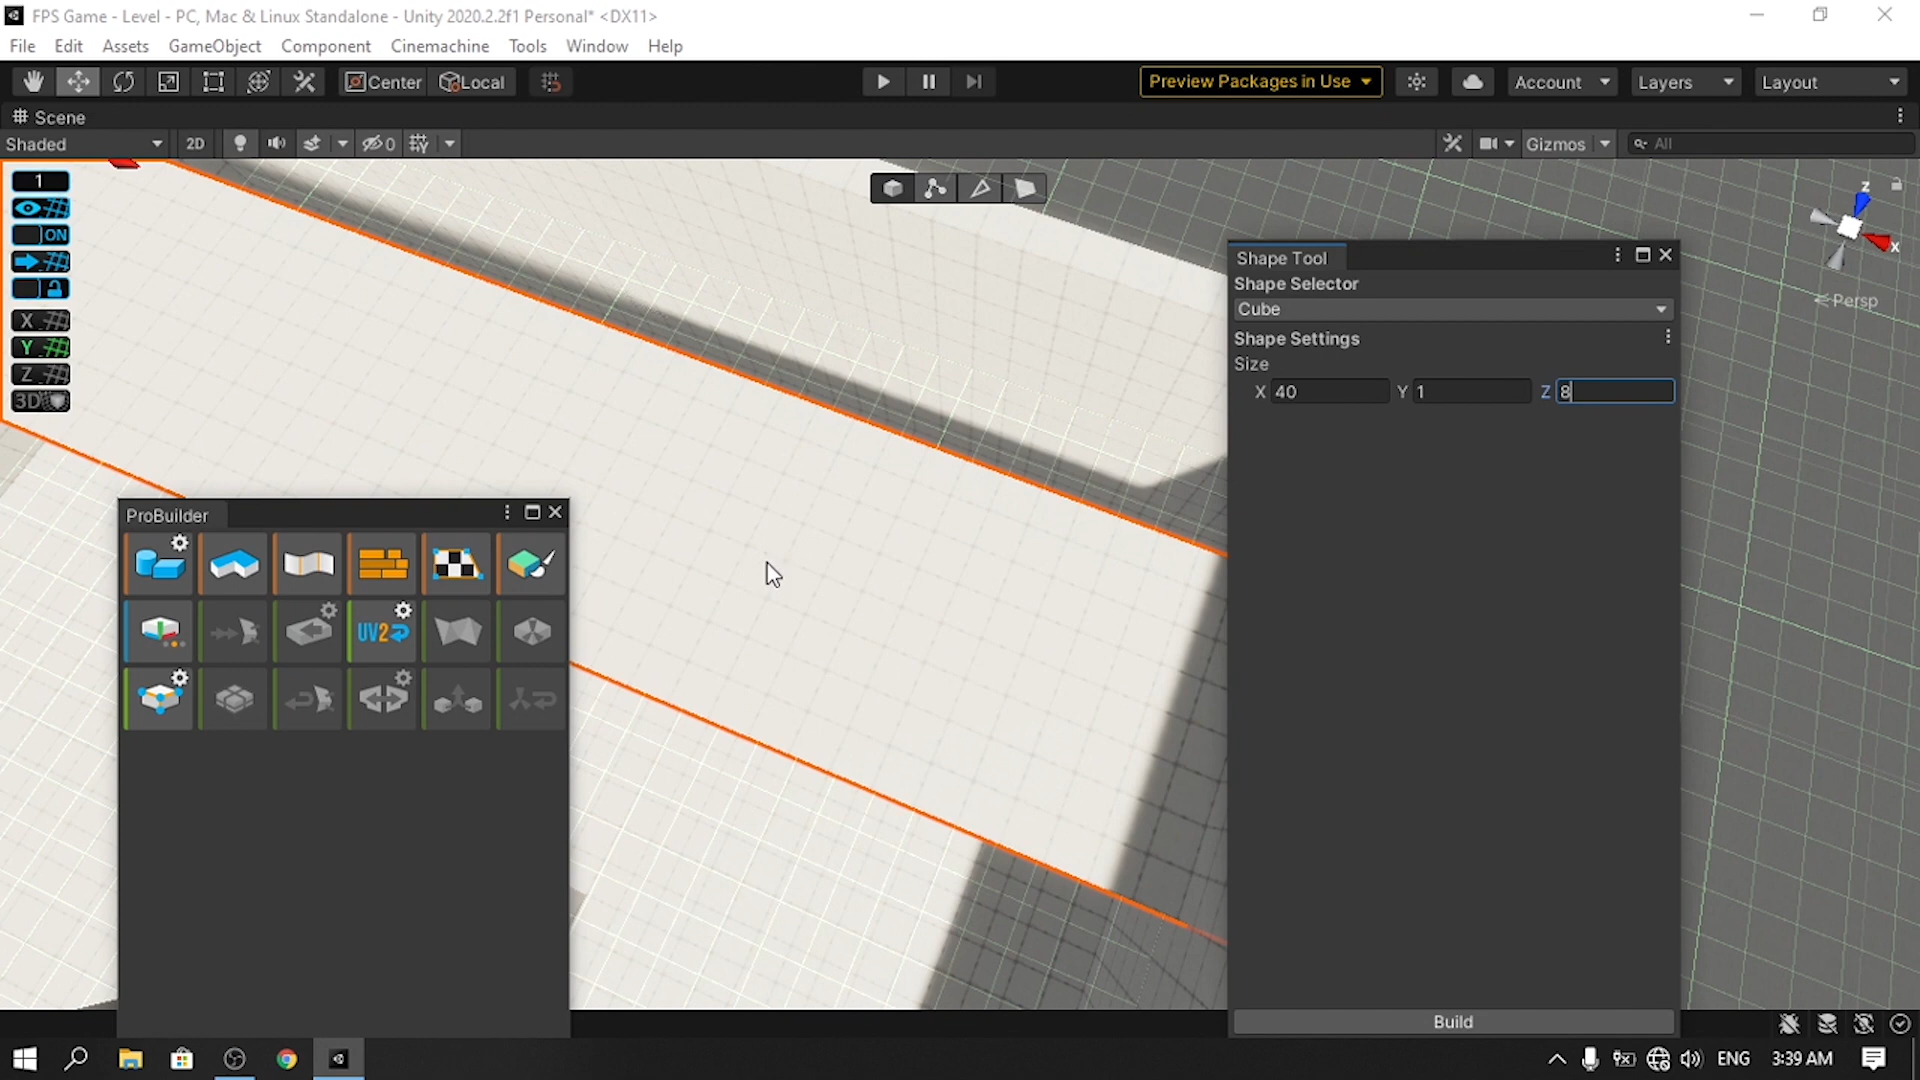 FPS Game - Level - PC, Mac & Linux Standalone - Unity 2020.2.2f1 Personal* <DX11>
File Edit Assets GameObject Component Cinemachine Tools Window Help
Center Local Preview Packages in Use Account Layers Layout
Scene
Shaded 2D 0 Gizmos All
1
ON
X
Y
Z
3D
z
x
Persp
Shape Tool
Shape Selector
Cube
Shape Settings
Size
X 40 Y 1 Z 8
Build
ProBuilder
UV2
ENG 3:39 AM